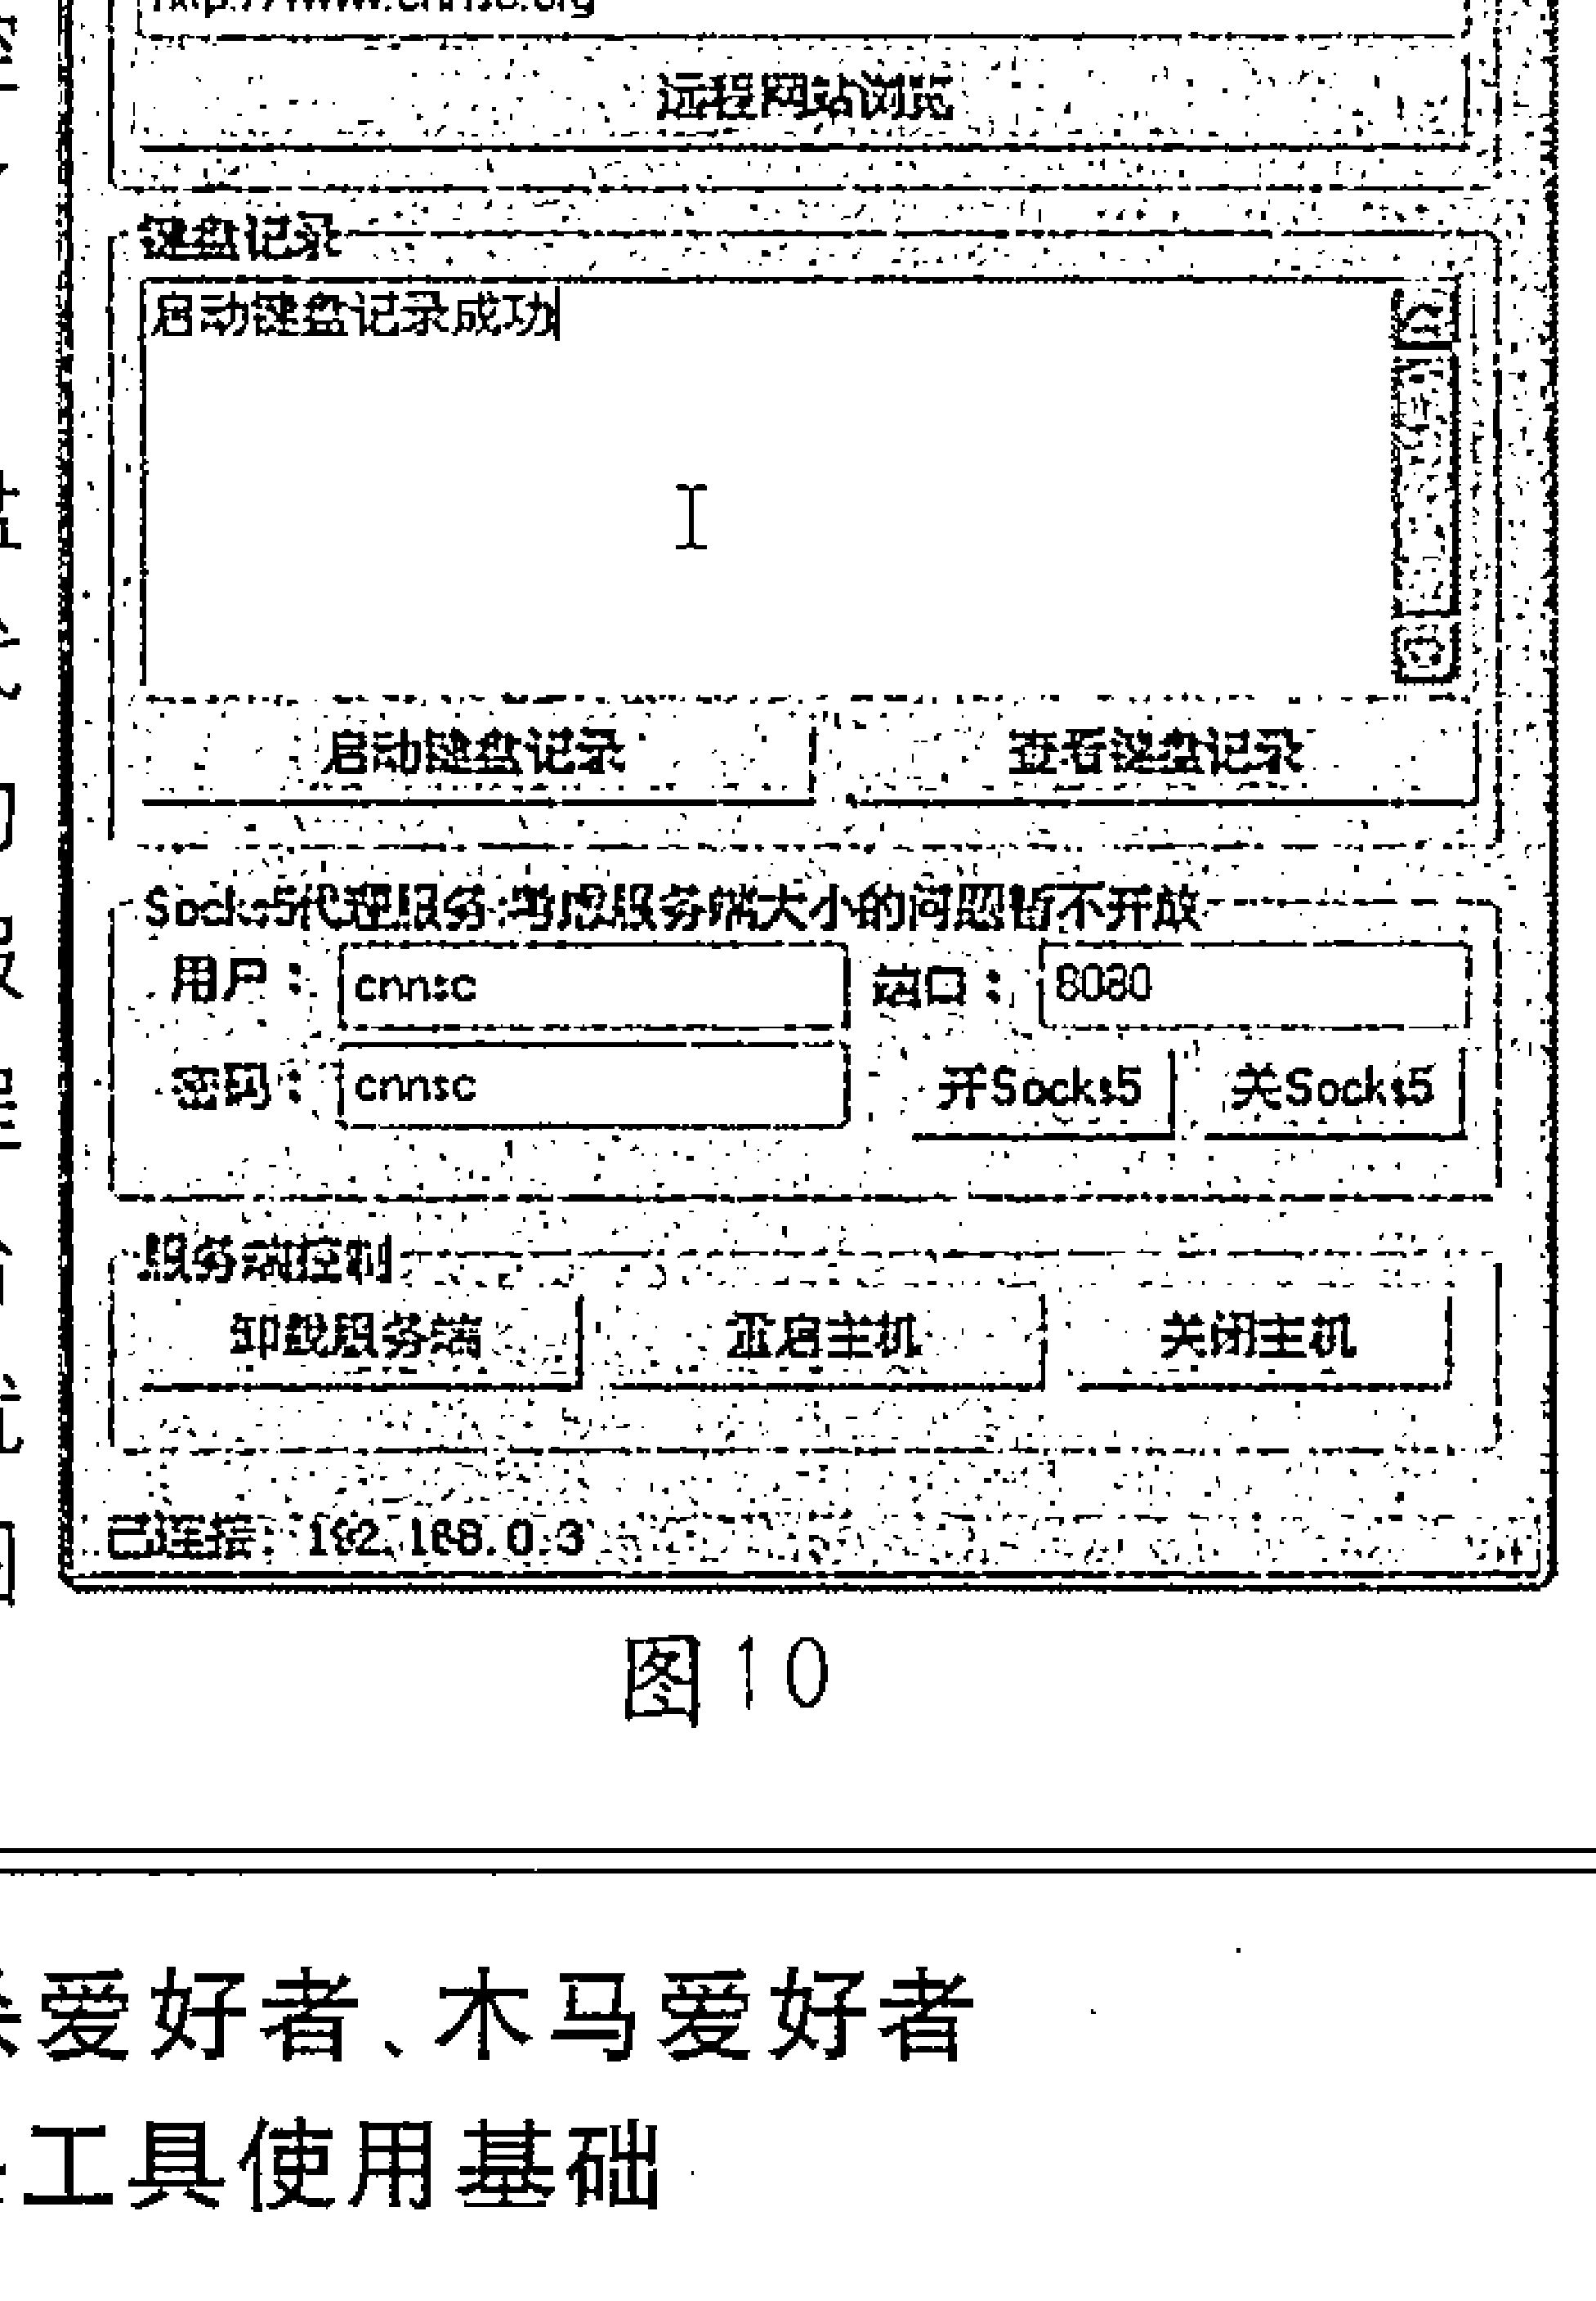 http://www.cnnsc.org
远程网站浏览
键盘记录
启动键盘记录成功
启动键盘记录 查看键盘记录
Socks5代理服务:考虑服务端大小的问题暂不开放
用户: cnnsc 端口: 8080
密码: cnnsc 开Socks5 关Socks5
服务端控制
卸载服务端 重启主机 关闭主机
已连接: 192.168.0.3
图10
爱好者、木马爱好者
工具使用基础